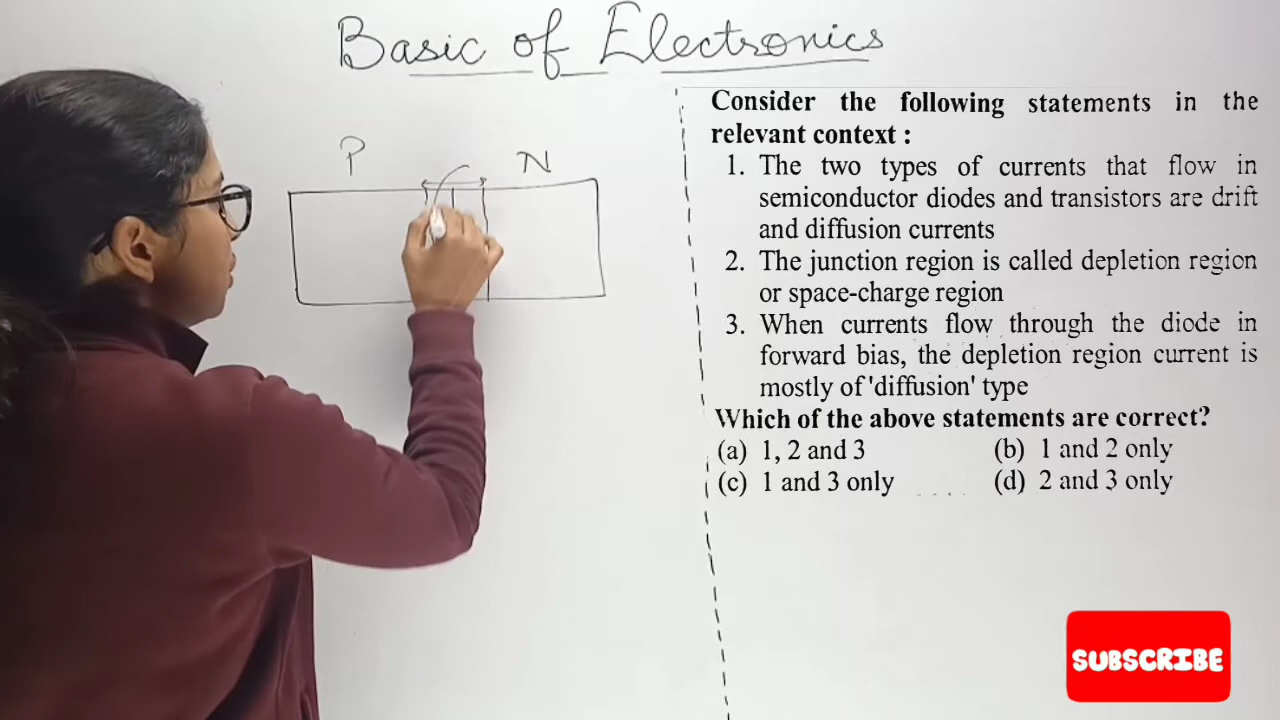 Basic of Electronics
P N
Consider the following statements in the
relevant context :
1. The two types of currents that flow in
semiconductor diodes and transistors are drift
and diffusion currents
2. The junction region is called depletion region
or space-charge region
3. When currents flow through the diode in
forward bias, the depletion region current is
mostly of 'diffusion' type
Which of the above statements are correct?
(a) 1, 2 and 3 (b) 1 and 2 only
(c) 1 and 3 only (d) 2 and 3 only
SUBSCRIBE